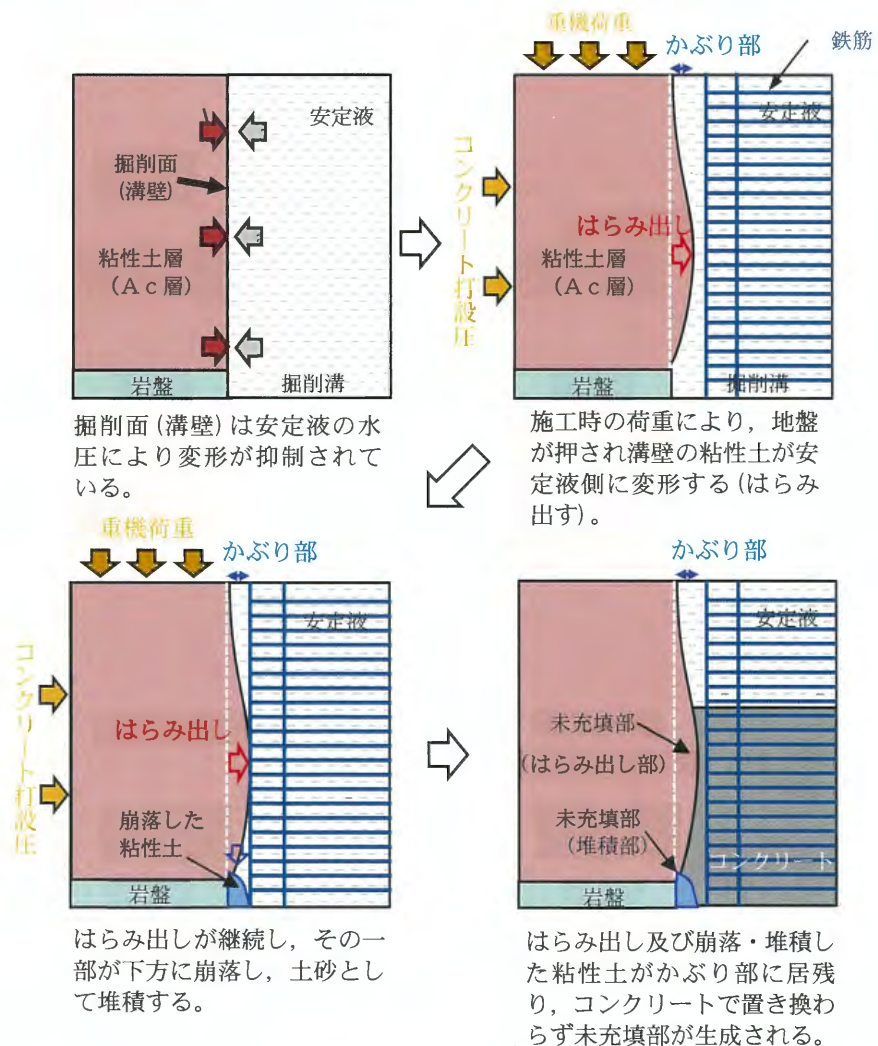 安定液
掘削面
(溝壁)
粘性土層
(Ac層)
岩盤
掘削溝
掘削面(溝壁)は安定液の水
圧により変形が抑制されて
いる。
重機荷重
かぶり部
鉄筋
安定液
コンクリート打設圧
はらみ出し
粘性土層
(Ac層)
岩盤
掘削溝
施工時の荷重により，地盤
が押され溝壁の粘性土が安
定液側に変形する(はらみ
出す)。
重機荷重
かぶり部
安定液
コンクリート打設圧
はらみ出し
崩落した
粘性土
岩盤
はらみ出しが継続し，その一
部が下方に崩落し，土砂とし
て堆積する。
かぶり部
安定液
未充填部
(はらみ出し部)
未充填部
(堆積部)
コンクリート
岩盤
はらみ出し及び崩落・堆積し
た粘性土がかぶり部に居残
り，コンクリートで置き換わ
らず未充填部が生成される。